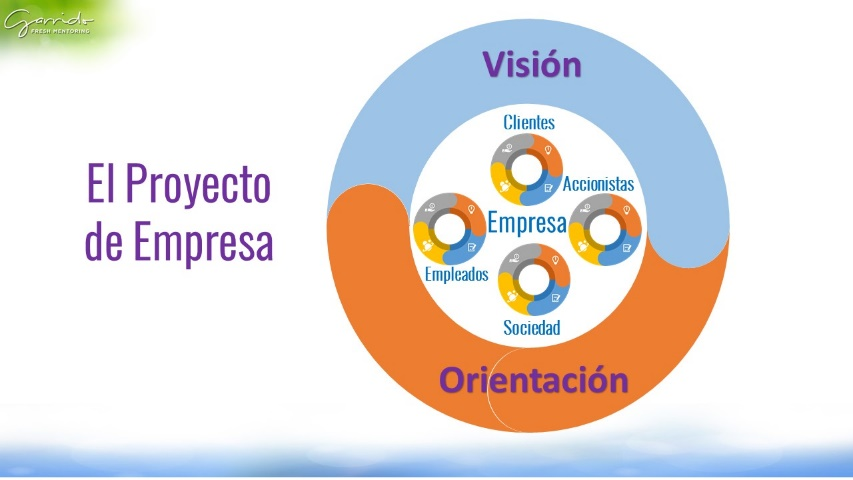 Garrido
FRESH MENTORING
Visión
Clientes
El Proyecto
de Empresa
Accionistas
Empresa
Empleados
Sociedad
Orientación